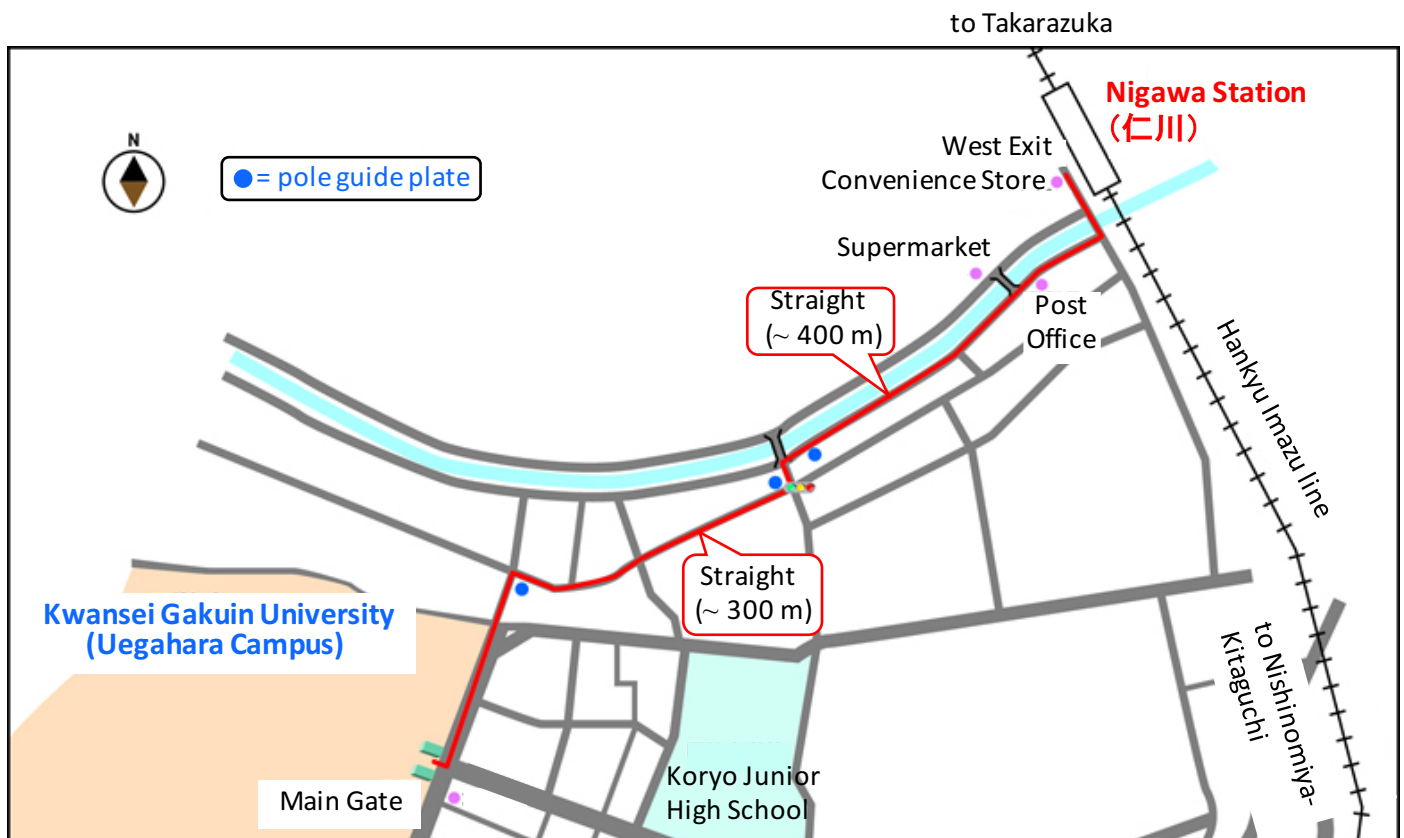 to Takarazuka
Nigawa Station
（仁川）
N
= pole guide plate
West Exit
Convenience Store
Supermarket
Straight
(~ 400 m)
Post
Office
Hankyu Imazu line
Straight
(~ 300 m)
Kwansei Gakuin University
(Uegahara Campus)
to Nishinomiya-
Kitaguchi
Koryo Junior
High School
Main Gate